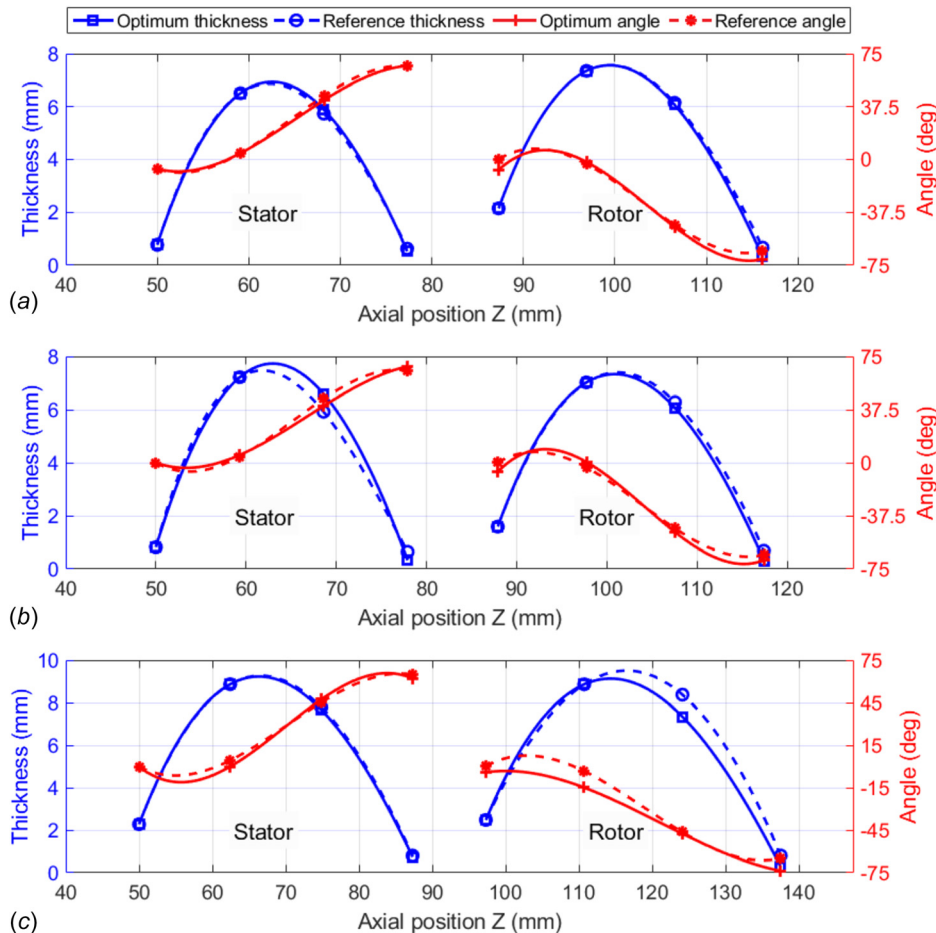 Optimum thickness Reference thickness Optimum angle Reference angle
8 75
6 37.5
4 0
2 -37.5
0 -75
Thickness (mm)
Angle (deg)
Stator Rotor
40 50 60 70 80 90 100 110 120
(a) Axial position Z (mm)
8 75
6 37.5
4 0
2 -37.5
0 -75
Thickness (mm)
Angle (deg)
Stator Rotor
40 50 60 70 80 90 100 110 120
(b) Axial position Z (mm)
10 75
8 45
6 15
4 -15
2 -45
0 -75
Thickness (mm)
Angle (deg)
Stator Rotor
40 50 60 70 80 90 100 110 120 130 140
(c) Axial position Z (mm)